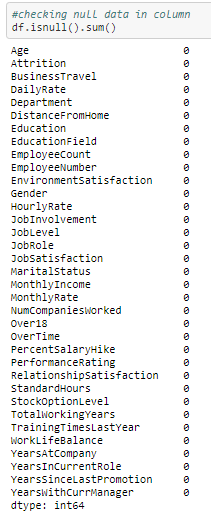 #checking null data in column
df.isnull().sum()
Age 0
Attrition 0
BusinessTravel 0
DailyRate 0
Department 0
DistanceFromHome 0
Education 0
EducationField 0
EmployeeCount 0
EmployeeNumber 0
EnvironmentSatisfaction 0
Gender 0
HourlyRate 0
JobInvolvement 0
JobLevel 0
JobRole 0
JobSatisfaction 0
MaritalStatus 0
MonthlyIncome 0
MonthlyRate 0
NumCompaniesWorked 0
Over18 0
OverTime 0
PercentSalaryHike 0
PerformanceRating 0
RelationshipSatisfaction 0
StandardHours 0
StockOptionLevel 0
TotalWorkingYears 0
TrainingTimesLastYear 0
WorkLifeBalance 0
YearsAtCompany 0
YearsInCurrentRole 0
YearsSinceLastPromotion 0
YearsWithCurrManager 0
dtype: int64